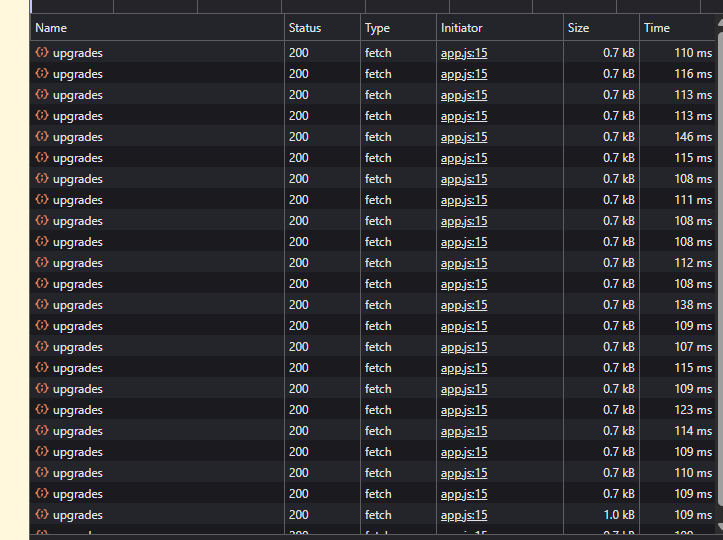 Name Status Type Initiator Size Time
upgrades 200 fetch app.js:15 0.7 kB 110 ms
upgrades 200 fetch app.js:15 0.7 kB 116 ms
upgrades 200 fetch app.js:15 0.7 kB 113 ms
upgrades 200 fetch app.js:15 0.7 kB 113 ms
upgrades 200 fetch app.js:15 0.7 kB 146 ms
upgrades 200 fetch app.js:15 0.7 kB 115 ms
upgrades 200 fetch app.js:15 0.7 kB 108 ms
upgrades 200 fetch app.js:15 0.7 kB 111 ms
upgrades 200 fetch app.js:15 0.7 kB 108 ms
upgrades 200 fetch app.js:15 0.7 kB 108 ms
upgrades 200 fetch app.js:15 0.7 kB 112 ms
upgrades 200 fetch app.js:15 0.7 kB 108 ms
upgrades 200 fetch app.js:15 0.7 kB 138 ms
upgrades 200 fetch app.js:15 0.7 kB 109 ms
upgrades 200 fetch app.js:15 0.7 kB 107 ms
upgrades 200 fetch app.js:15 0.7 kB 115 ms
upgrades 200 fetch app.js:15 0.7 kB 109 ms
upgrades 200 fetch app.js:15 0.7 kB 123 ms
upgrades 200 fetch app.js:15 0.7 kB 114 ms
upgrades 200 fetch app.js:15 0.7 kB 109 ms
upgrades 200 fetch app.js:15 0.7 kB 110 ms
upgrades 200 fetch app.js:15 0.7 kB 109 ms
upgrades 200 fetch app.js:15 1.0 kB 109 ms